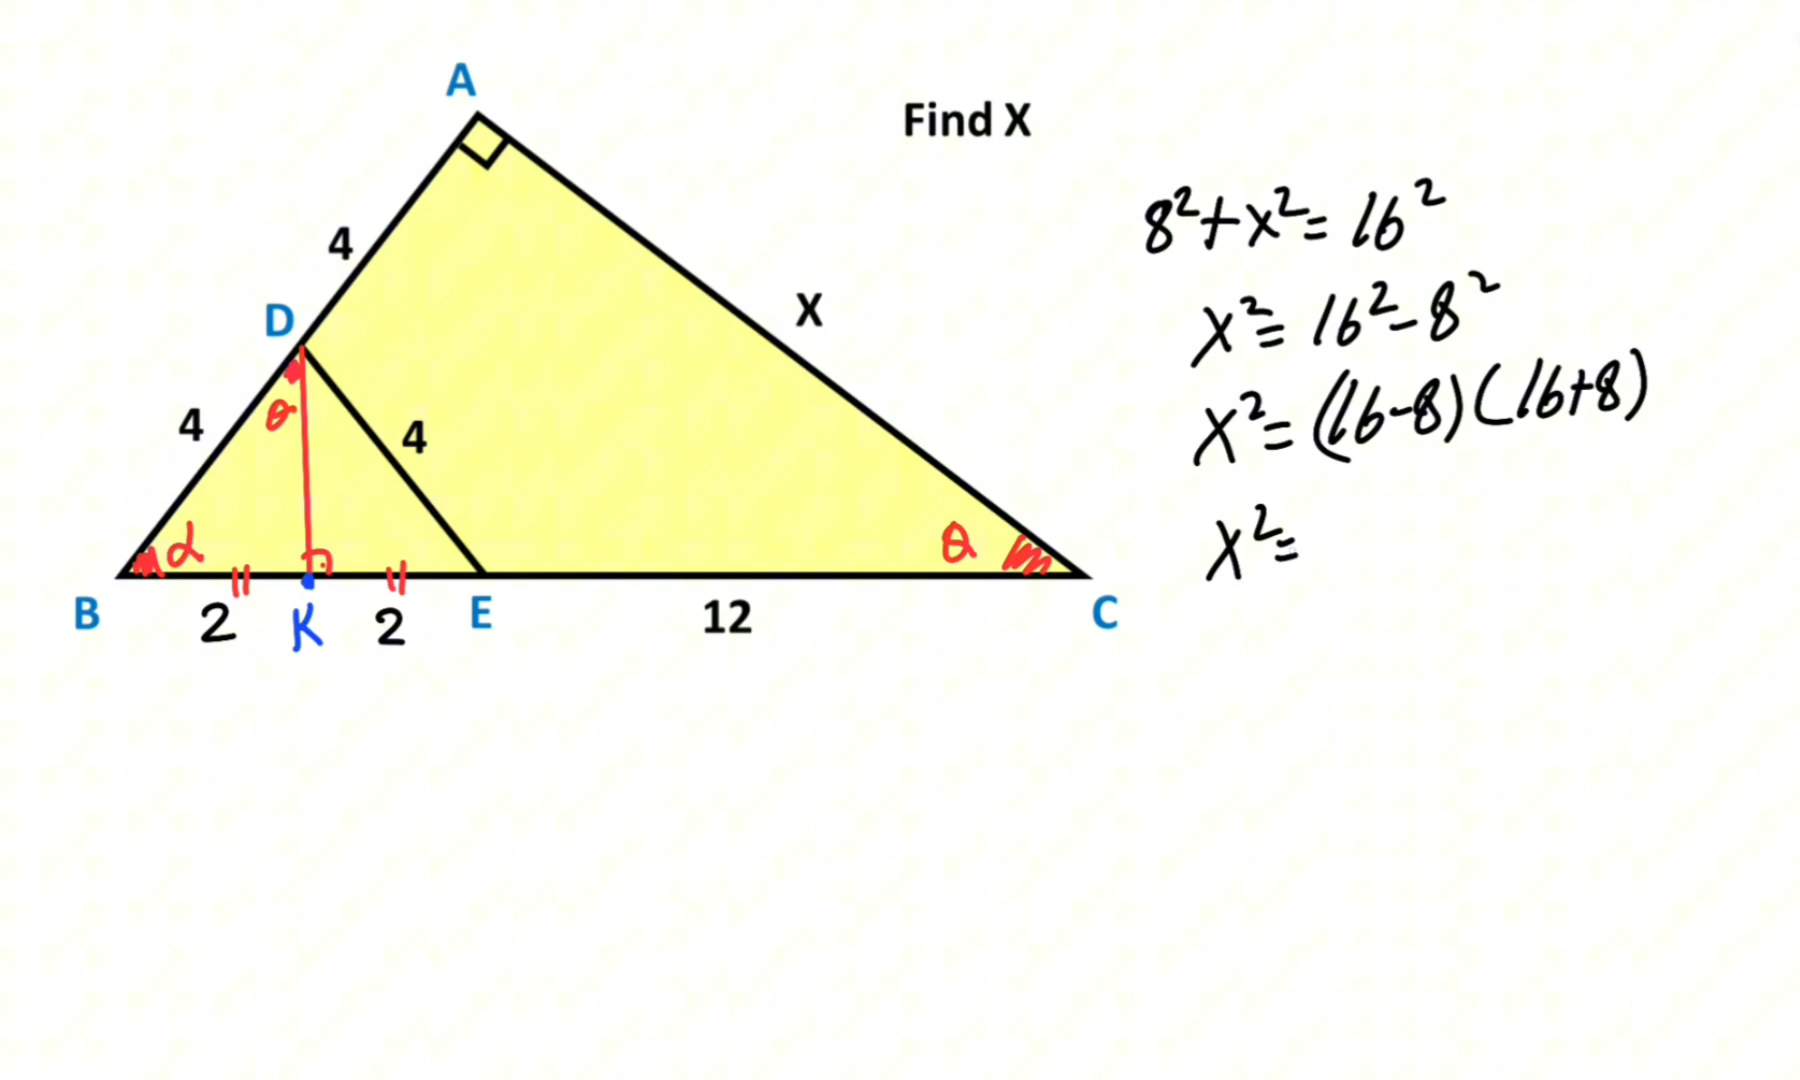 A
Find X
8²+x²=16²
4
x²=16²-8²
D
X
x²=(16-8)(16+8)
θ
4
4
x²=
α
θ
B
2
K
2
E
12
C